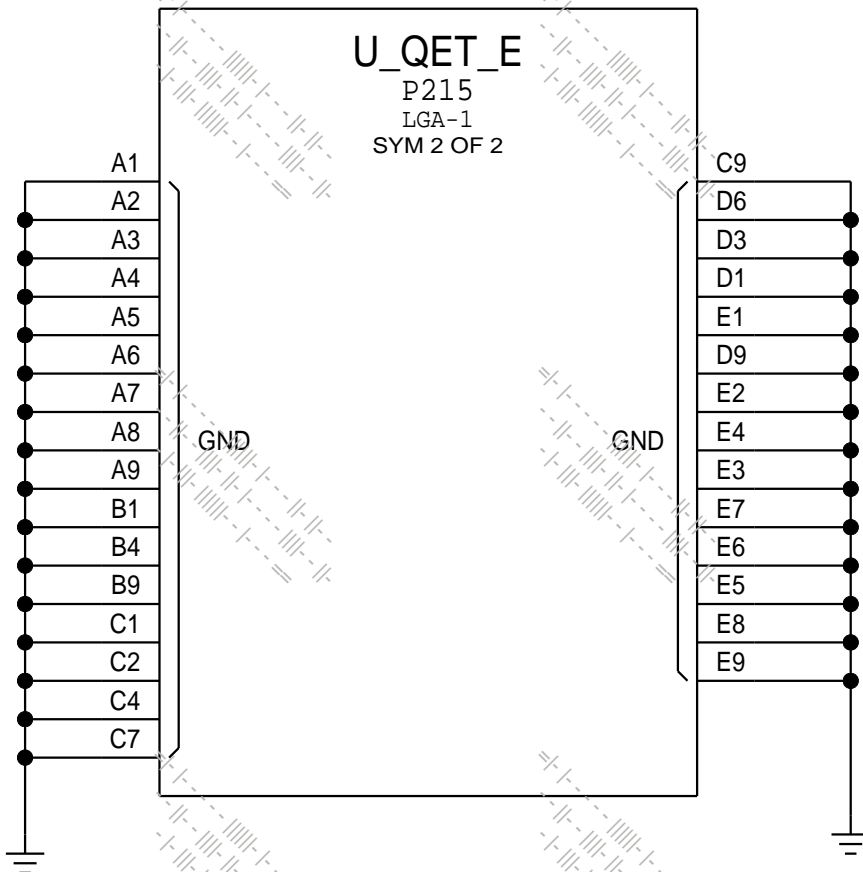 U_QET_E
P215
LGA-1
SYM 2 OF 2
A1
A2
A3
A4
A5
A6
A7
A8
A9
B1
B4
B9
C1
C2
C4
C7
GND
GND
C9
D6
D3
D1
E1
D9
E2
E4
E3
E7
E6
E5
E8
E9